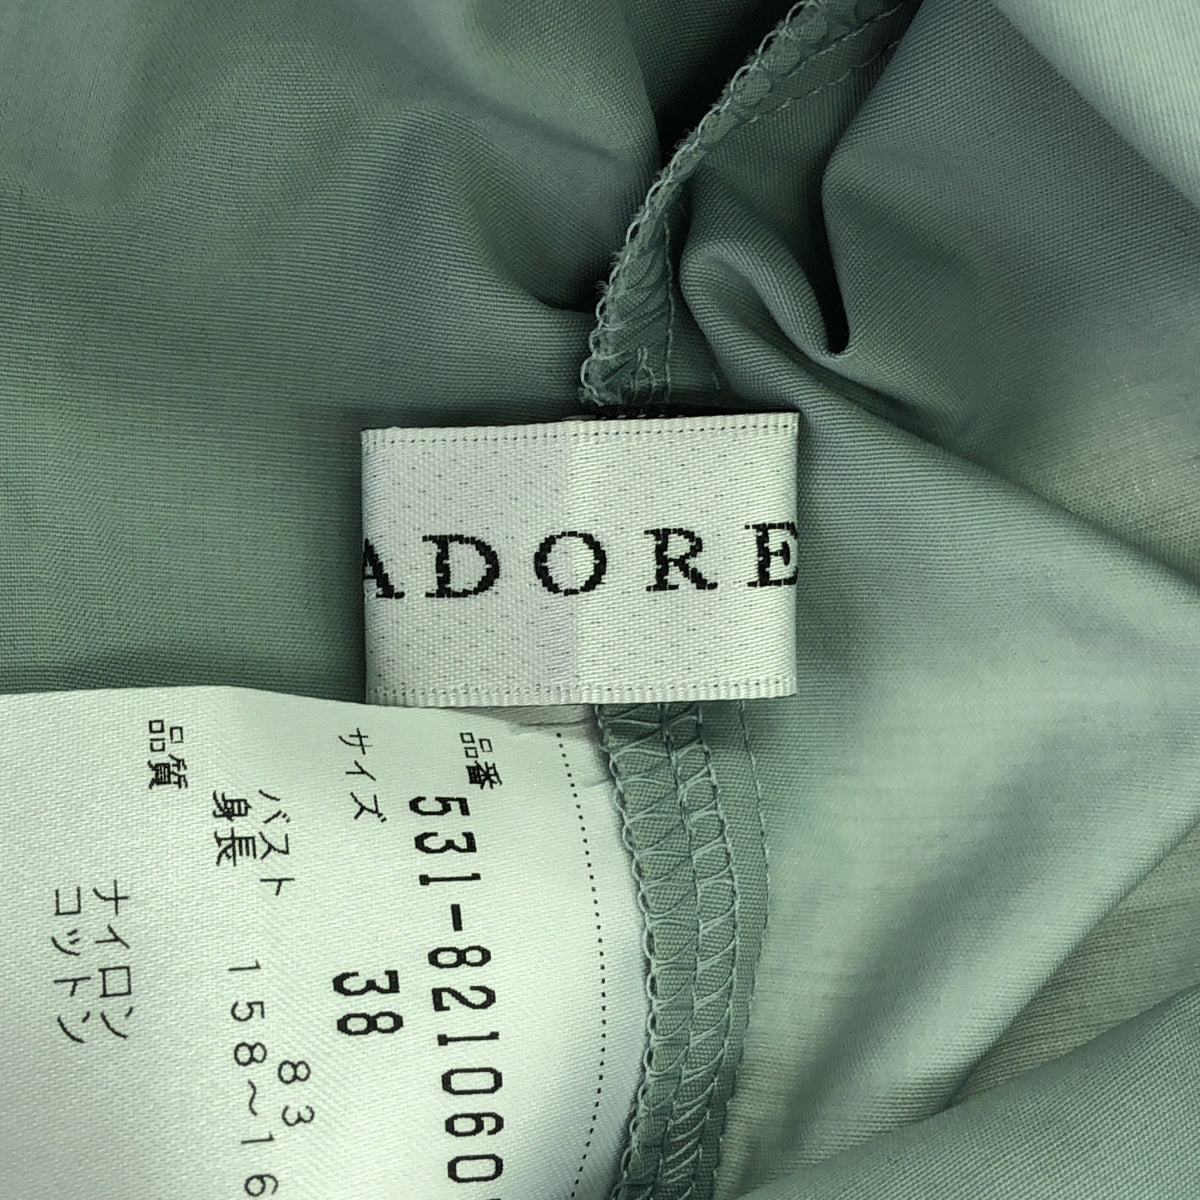 ADORE
品番 531-821060
サイズ 38
バスト 83
身長 158~16
品質
ナイロン
コットン